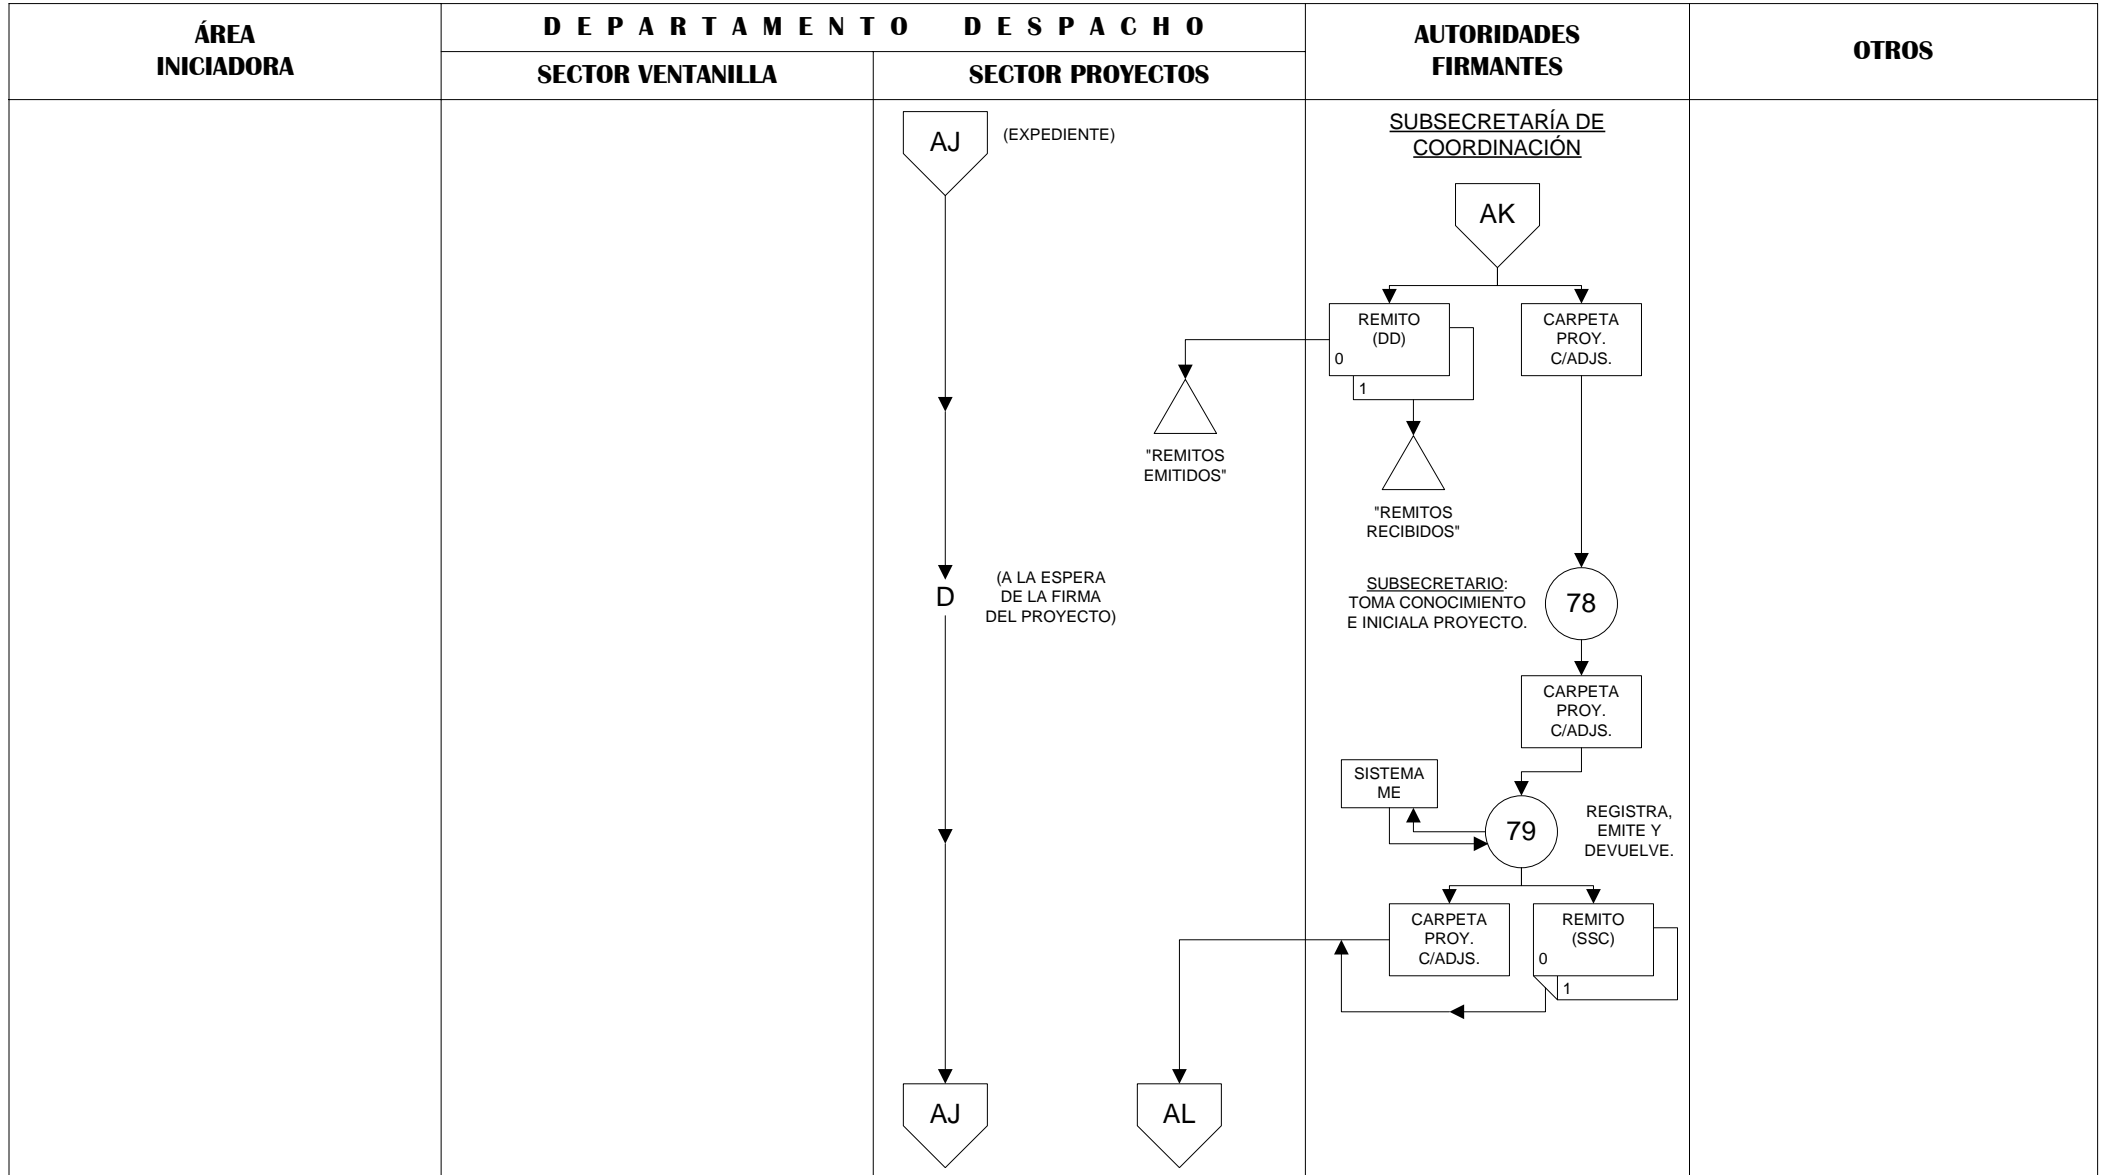 ÁREA
INICIADORA
DEPARTAMENTO DESPACHO
SECTOR VENTANILLA
SECTOR PROYECTOS
AUTORIDADES
FIRMANTES
OTROS
AJ
(EXPEDIENTE)
SUBSECRETARÍA DE
COORDINACIÓN
AK
REMITO
(DD)
0
1
CARPETA
PROY.
C/ADJS.
"REMITOS
EMITIDOS"
"REMITOS
RECIBIDOS"
D
(A LA ESPERA
DE LA FIRMA
DEL PROYECTO)
SUBSECRETARIO:
TOMA CONOCIMIENTO
E INICIALA PROYECTO.
78
CARPETA
PROY.
C/ADJS.
SISTEMA
ME
79
REGISTRA,
EMITE Y
DEVUELVE.
CARPETA
PROY.
C/ADJS.
REMITO
(SSC)
0
1
AJ
AL